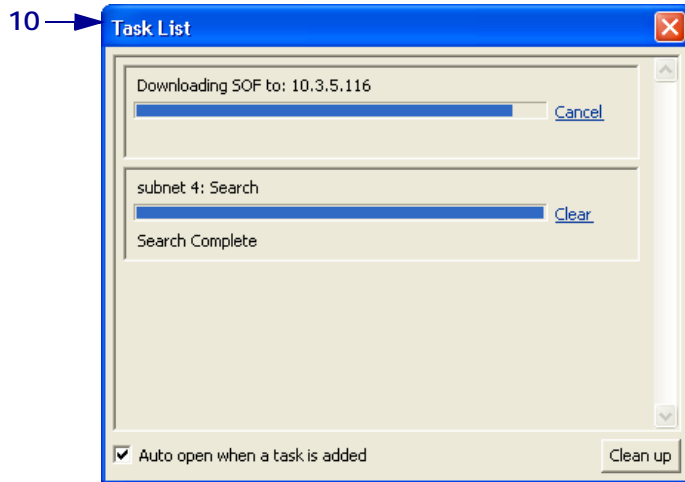 10
Task List
Downloading SOF to: 10.3.5.116
Cancel
subnet 4: Search
Clear
Search Complete
Auto open when a task is added
Clean up